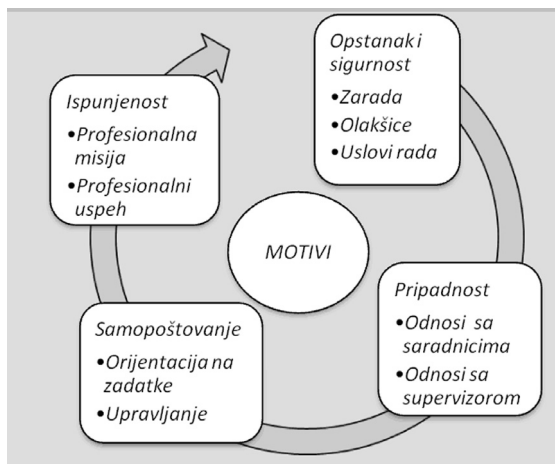 Opstanak i
sigurnost
•Zarada
•Olakšice
•Uslovi rada
Pripadnost
•Odnosi sa
saradnicima
•Odnosi sa
supervizorom
Samopoštovanje
•Orijentacija na
zadatke
•Upravljanje
Ispunjenost
•Profesionalna
misija
•Profesionalni
uspeh
MOTIVI